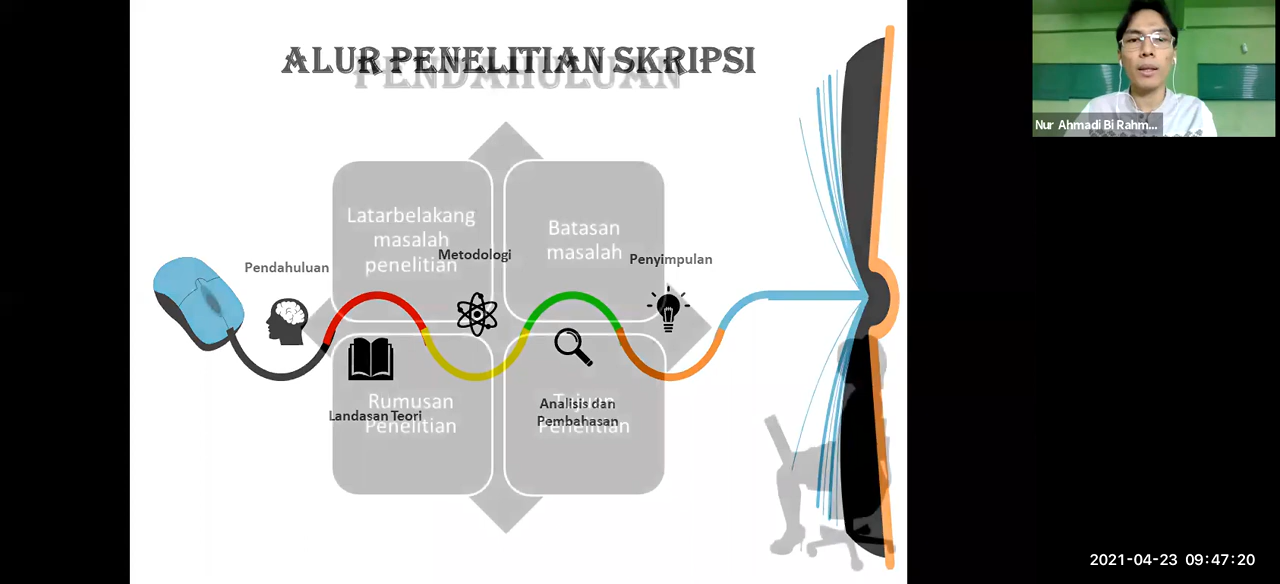 ALUR PENELITIAN SKRIPSI
PENDAHULUAN
Latarbelakang
masalah
penelitian
Batasan
masalah
Metodologi
Penyimpulan
Pendahuluan
Rumusan
Penelitian
Landasan Teori
Tujuan
Penelitian
Analisis dan
Pembahasan
Nur Ahmadi Bi Rahm...
2021-04-23 09:47:20